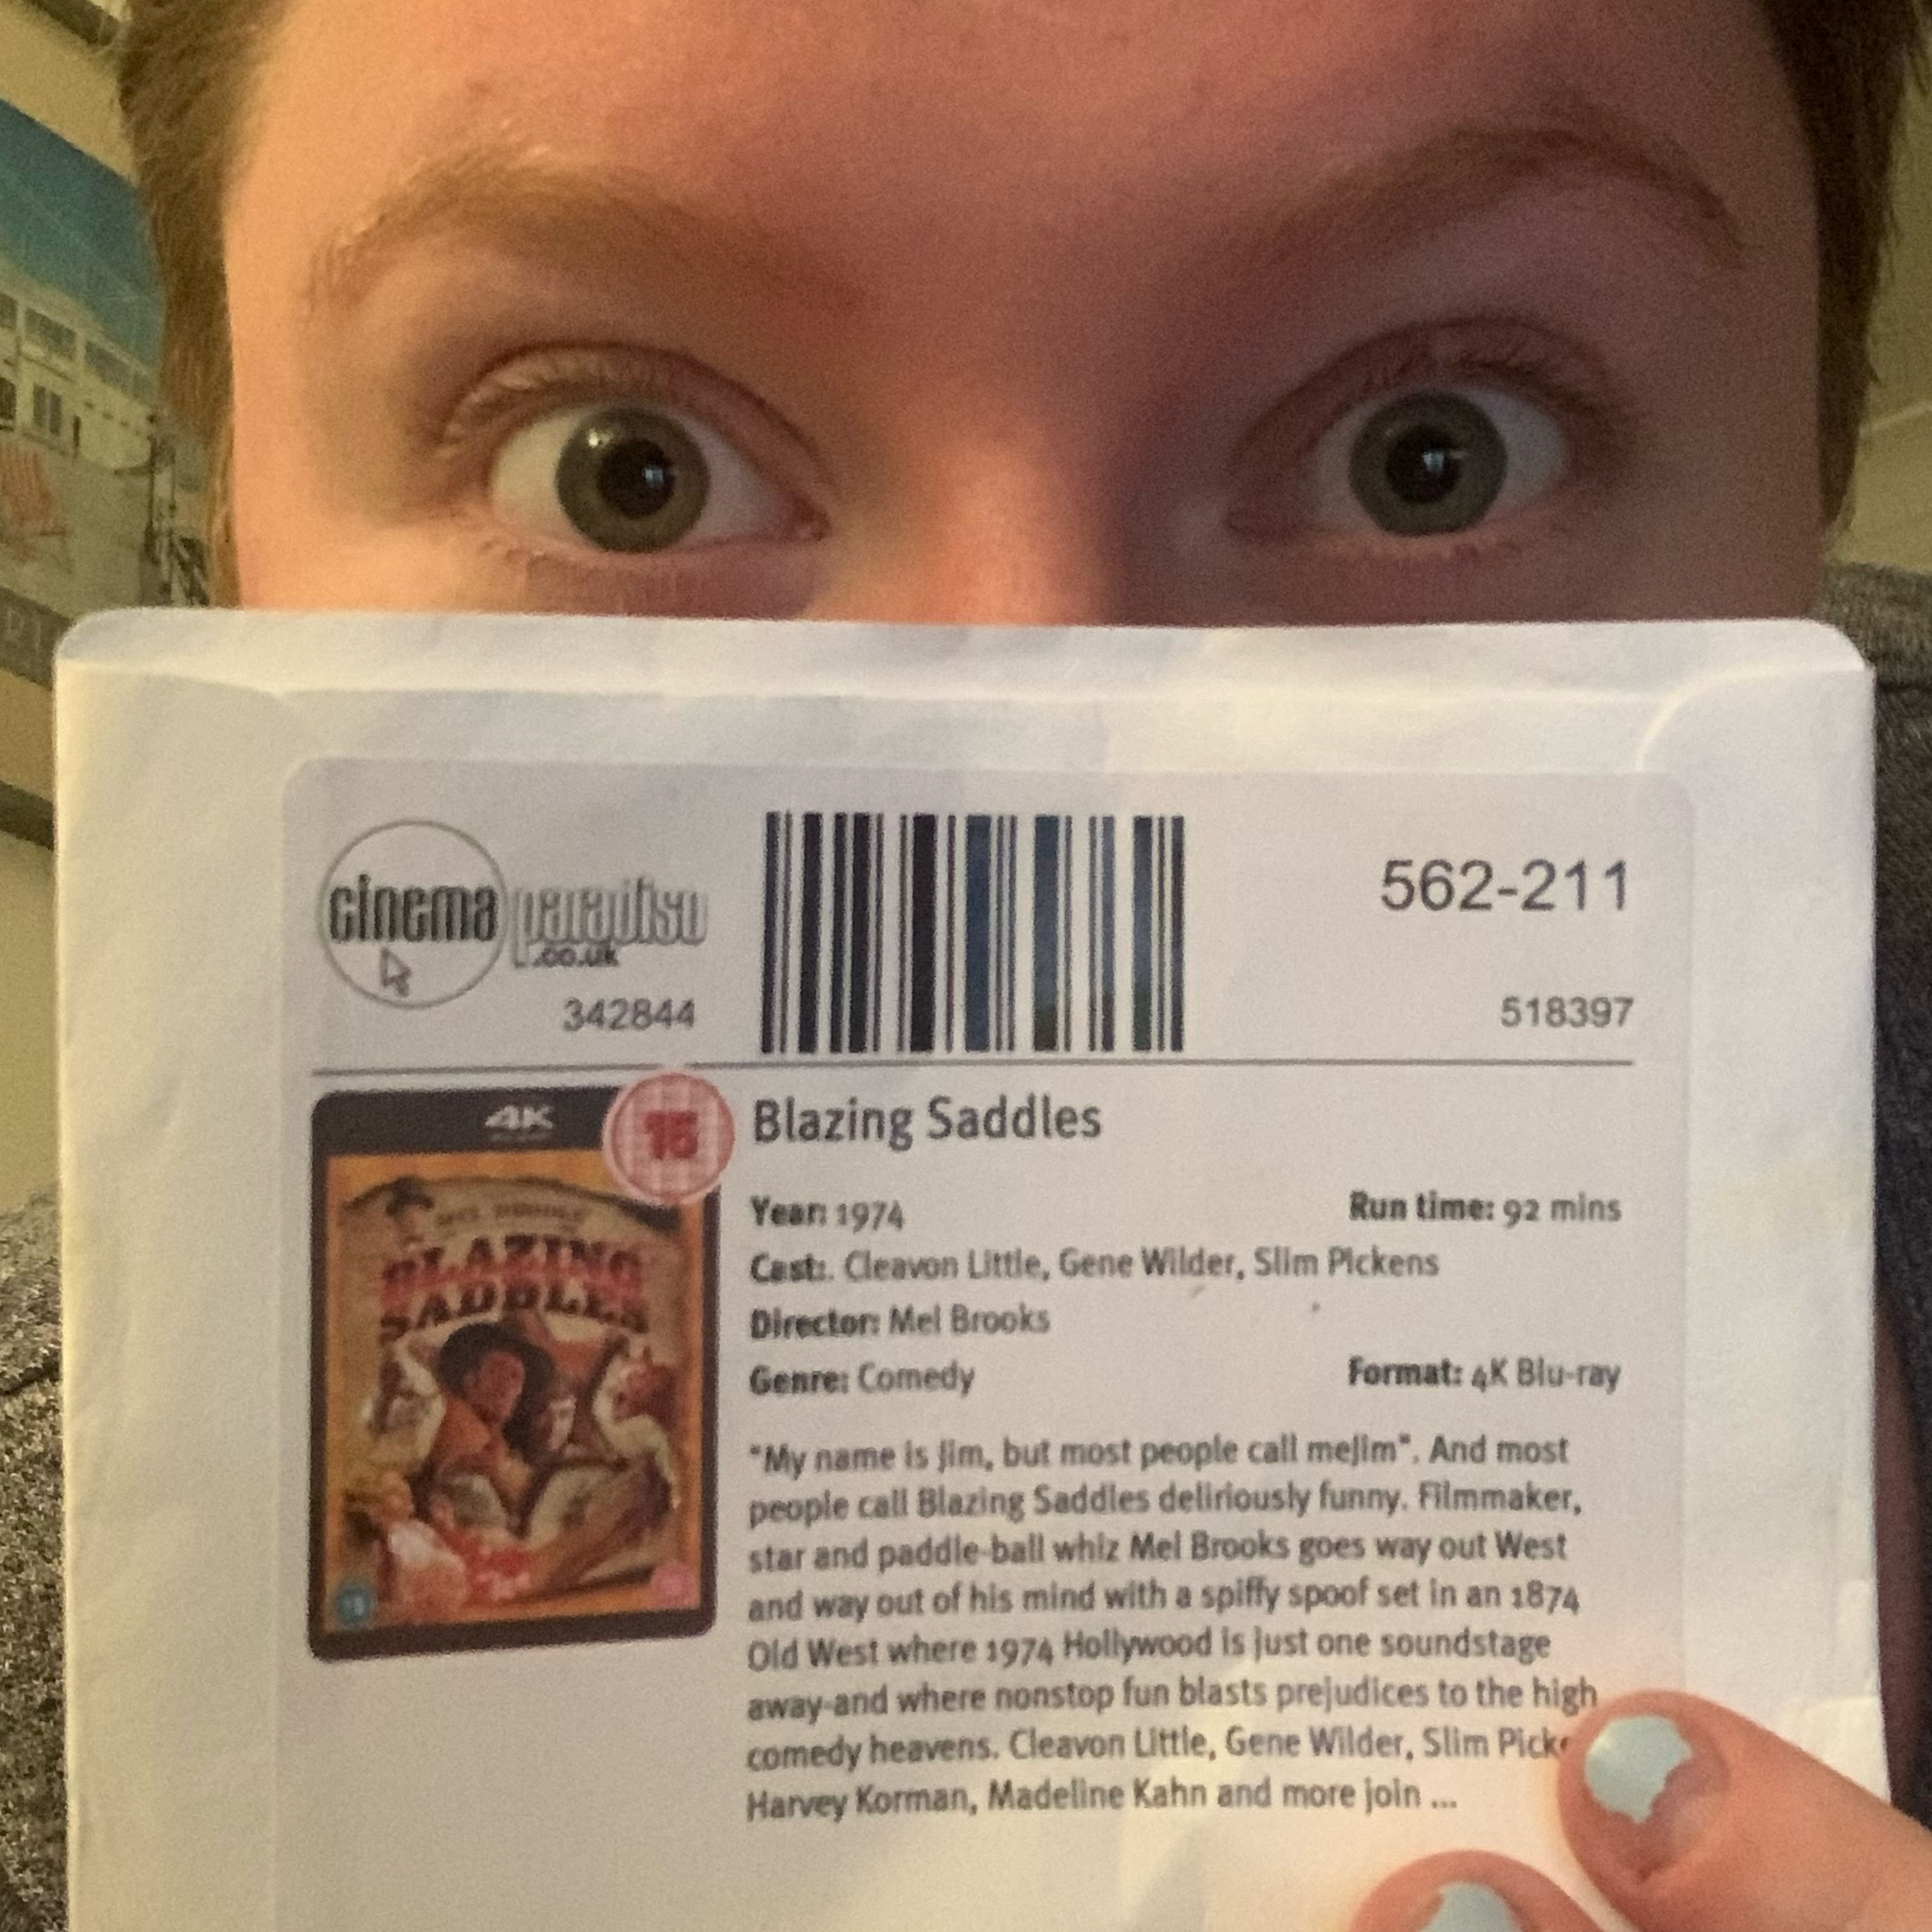 cinema paradiso
.co.uk
342844
562-211
518397
4K
15
BLAZING
SADDLES
Blazing Saddles
Year: 1974
Run time: 92 mins
Cast:. Cleavon Little, Gene Wilder, Slim Pickens
Director: Mel Brooks
Genre: Comedy
Format: 4K Blu-ray
"My name is Jim, but most people call meJim". And most
people call Blazing Saddles deliriously funny. Filmmaker,
star and paddle-ball whiz Mel Brooks goes way out West
and way out of his mind with a spiffy spoof set in an 1874
Old West where 1974 Hollywood is just one soundstage
away-and where nonstop fun blasts prejudices to the high
comedy heavens. Cleavon Little, Gene Wilder, Slim Picke
Harvey Korman, Madeline Kahn and more join ...